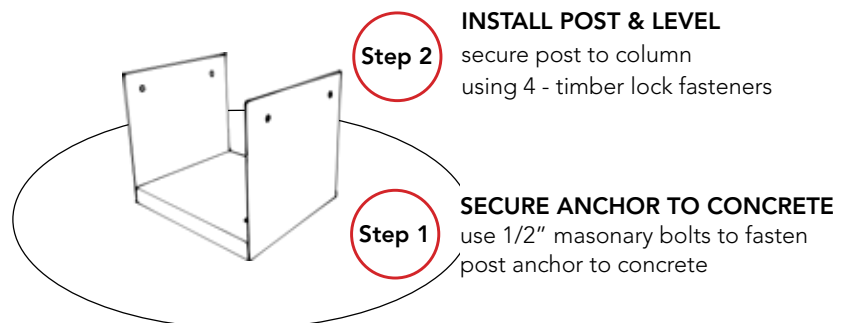 Step 2
INSTALL POST & LEVEL
secure post to column
using 4 - timber lock fasteners
Step 1
SECURE ANCHOR TO CONCRETE
use 1/2” masonary bolts to fasten
post anchor to concrete